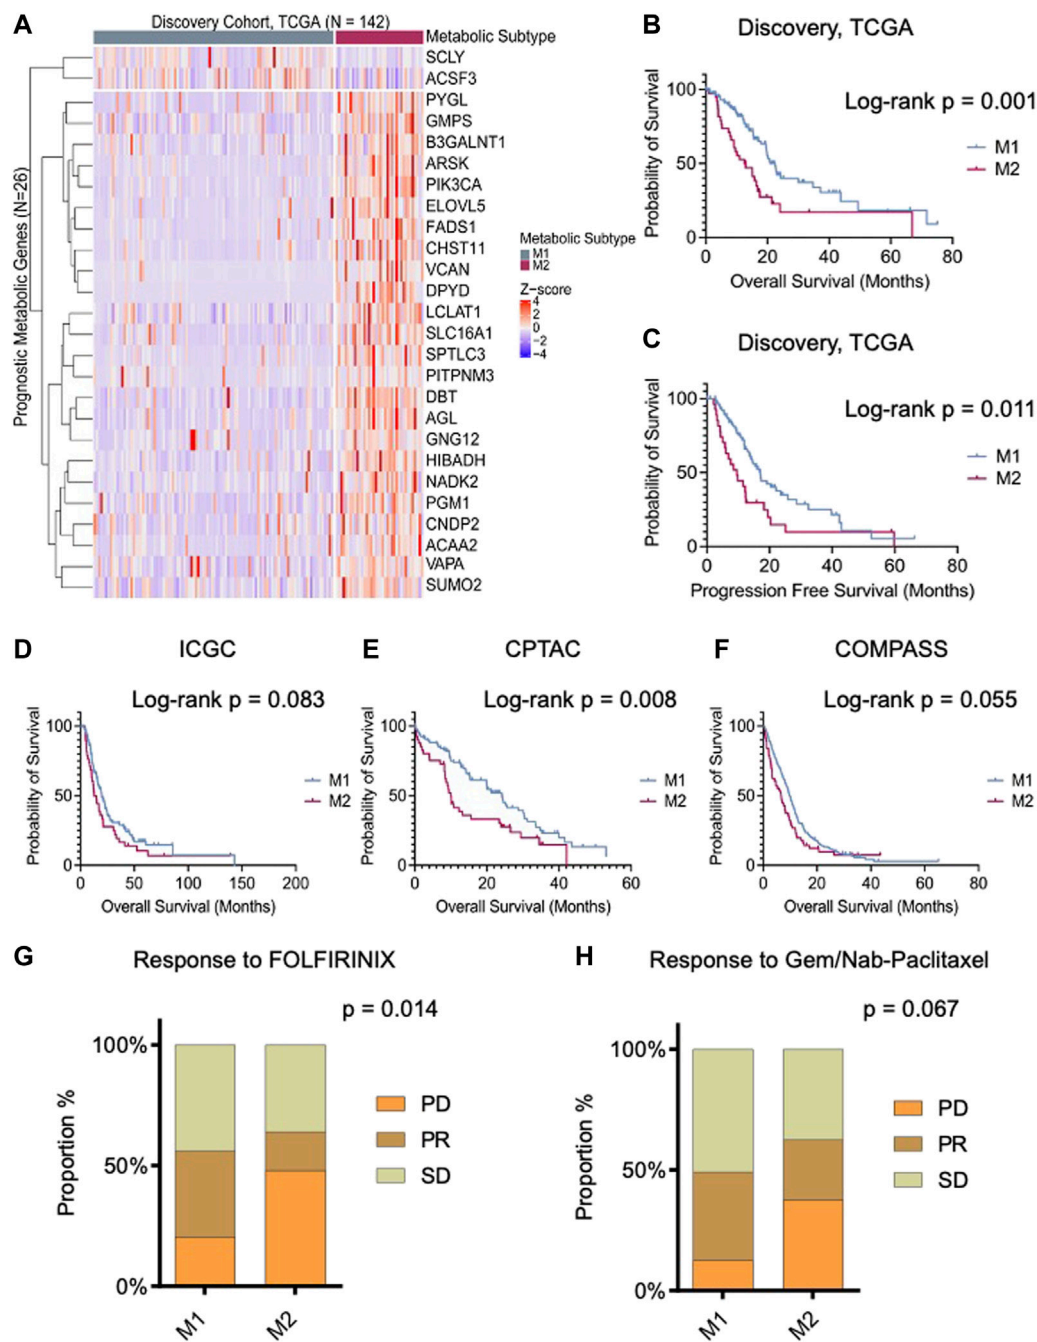 A
Discovery Cohort, TCGA (N = 142)
Metabolic Subtype
Prognostic Metabolic Genes (N=26)
SCLY
ACSF3
PYGL
GMPS
B3GALNT1
ARSK
PIK3CA
ELOVL5
FADS1
CHST11
VCAN
DPYD
LCLAT1
SLC16A1
SPTLC3
PITPNM3
DBT
AGL
GNG12
HIBADH
NADK2
PGM1
CNDP2
ACAA2
VAPA
SUMO2
Metabolic Subtype
M1
M2
Z-score
4
2
0
-2
-4
B
Discovery, TCGA
Log-rank p = 0.001
M1
M2
Probability of Survival
100
50
0
0 20 40 60 80
Overall Survival (Months)
C
Discovery, TCGA
Log-rank p = 0.011
M1
M2
Probability of Survival
100
50
0
0 20 40 60 80
Progression Free Survival (Months)
D
ICGC
Log-rank p = 0.083
M1
M2
Probability of Survival
100
50
0
0 50 100 150 200
Overall Survival (Months)
E
CPTAC
Log-rank p = 0.008
M1
M2
Probability of Survival
100
50
0
0 20 40 60
Overall Survival (Months)
F
COMPASS
Log-rank p = 0.055
M1
M2
Probability of Survival
100
50
0
0 20 40 60 80
Overall Survival (Months)
G
Response to FOLFIRINIX
p = 0.014
Proportion %
100%
50%
0%
M1 M2
PD
PR
SD
H
Response to Gem/Nab-Paclitaxel
p = 0.067
Proportion %
100%
50%
0%
M1 M2
PD
PR
SD